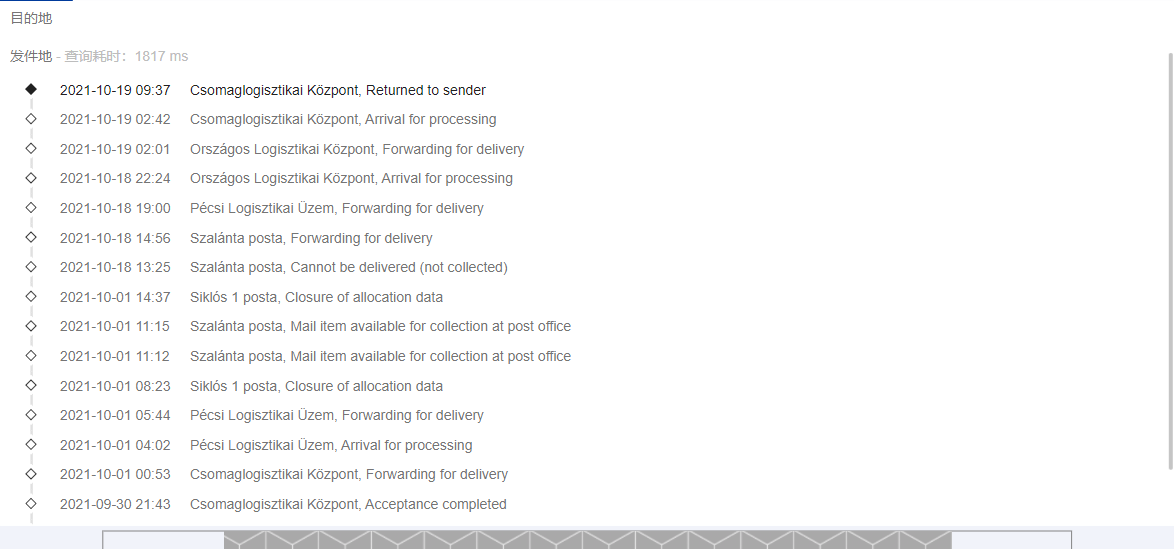 目的地
发件地 - 查询耗时：1817 ms
2021-10-19 09:37 Csomaglogisztikai Központ, Returned to sender
2021-10-19 02:42 Csomaglogisztikai Központ, Arrival for processing
2021-10-19 02:01 Országos Logisztikai Központ, Forwarding for delivery
2021-10-18 22:24 Országos Logisztikai Központ, Arrival for processing
2021-10-18 19:00 Pécsi Logisztikai Üzem, Forwarding for delivery
2021-10-18 14:56 Szalánta posta, Forwarding for delivery
2021-10-18 13:25 Szalánta posta, Cannot be delivered (not collected)
2021-10-01 14:37 Siklós 1 posta, Closure of allocation data
2021-10-01 11:15 Szalánta posta, Mail item available for collection at post office
2021-10-01 11:12 Szalánta posta, Mail item available for collection at post office
2021-10-01 08:23 Siklós 1 posta, Closure of allocation data
2021-10-01 05:44 Pécsi Logisztikai Üzem, Forwarding for delivery
2021-10-01 04:02 Pécsi Logisztikai Üzem, Arrival for processing
2021-10-01 00:53 Csomaglogisztikai Központ, Forwarding for delivery
2021-09-30 21:43 Csomaglogisztikai Központ, Acceptance completed